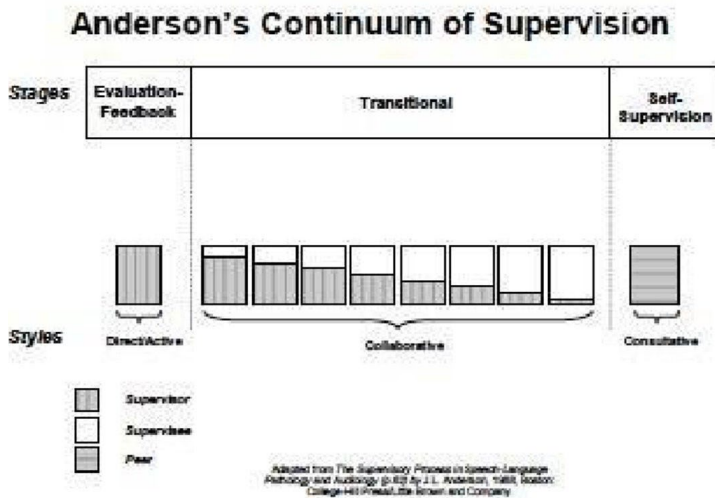 Anderson's Continuum of Supervision
Stages
Evaluation-
Feedback
Transitional
Self-
Supervision
Styles
Direct/Active
Collaborative
Consultative
Supervisor
Supervisee
Peer
Adapted from The Supervisory Process in Speech-Language
Pathology and Audiology by J.L. Anderson, 1988, Boston:
College-Hill Press/Little Brown and Company